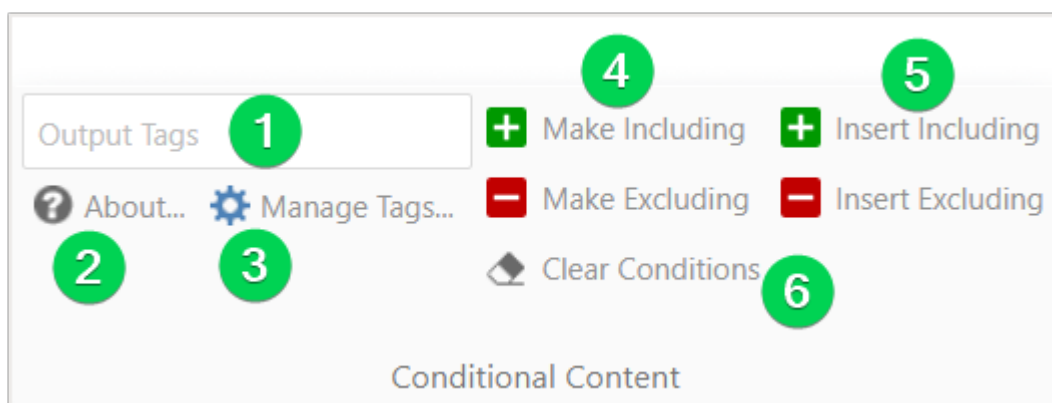 4 5
Output Tags 1 Make Including Insert Including
About... Manage Tags... Make Excluding Insert Excluding
2 3 Clear Conditions 6
Conditional Content